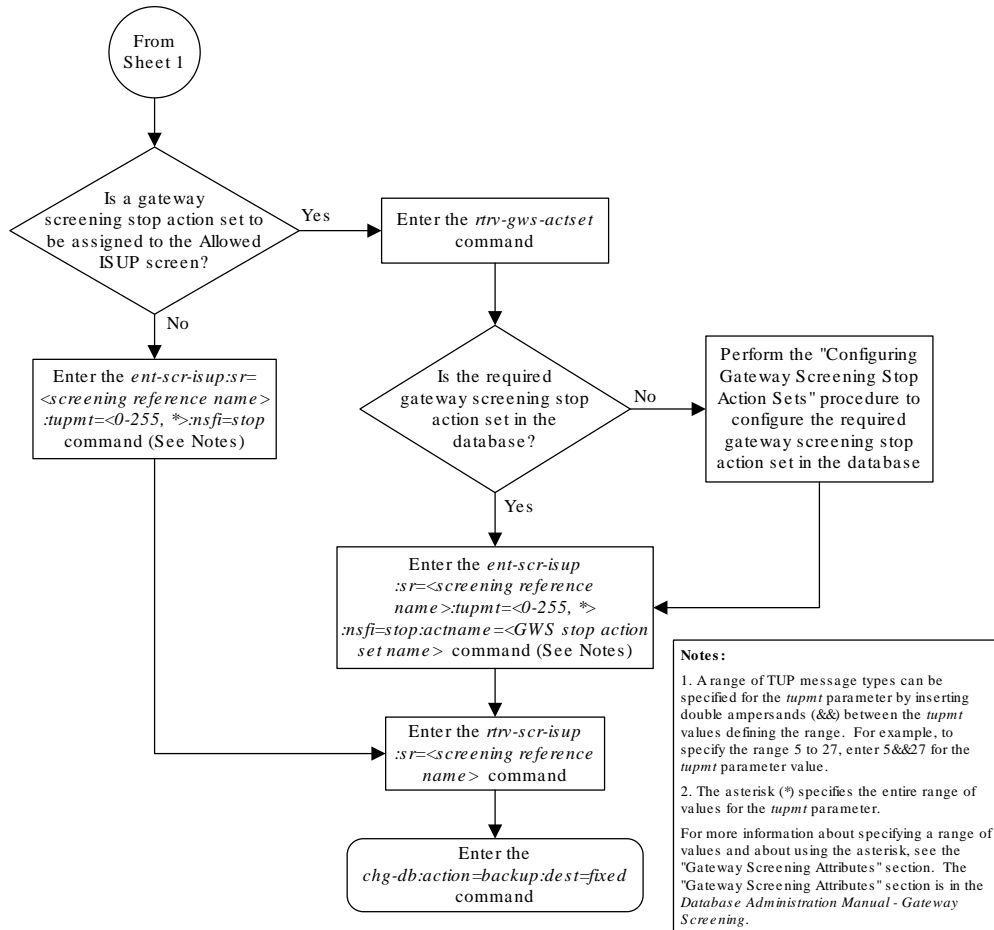 From
Sheet 1
Is a gateway
screening stop action set to
be assigned to the Allowed
ISUP screen?
Yes
Enter the rtrv-gws-actset
command
No
Enter the ent-scr-isup:sr=
<screening reference name>
:tupmt=<0-255, *>:nsfi=stop
command (See Notes)
Is the required
gateway screening stop
action set in the
database?
No
Perform the "Configuring
Gateway Screening Stop
Action Sets" procedure to
configure the required
gateway screening stop
action set in the database
Yes
Enter the ent-scr-isup
:sr=<screening reference
name>:tupmt=<0-255, *>
:nsfi=stop:actname=<GWS stop action
set name> command (See Notes)
Enter the rtrv-scr-isup
:sr=<screening reference
name> command
Enter the
chg-db:action=backup:dest=fixed
command
Notes:
1. A range of TUP message types can be
specified for the tupmt parameter by inserting
double ampersands (&&) between the tupmt
values defining the range. For example, to
specify the range 5 to 27, enter 5&&27 for the
tupmt parameter value.
2. The asterisk (*) specifies the entire range of
values for the tupmt parameter.
For more information about specifying a range of
values and about using the asterisk, see the
"Gateway Screening Attributes" section. The
"Gateway Screening Attributes" section is in the
Database Administration Manual - Gateway
Screening.